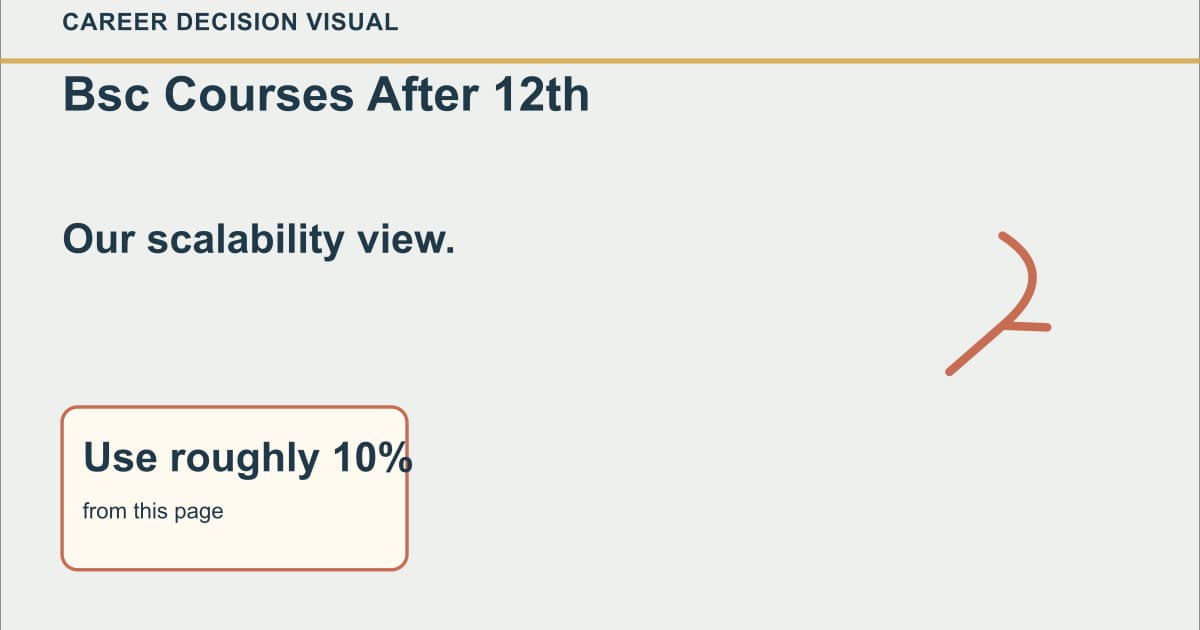 CAREER DECISION VISUAL
Bsc Courses After 12th
Our scalability view.
Use roughly 10%
from this page